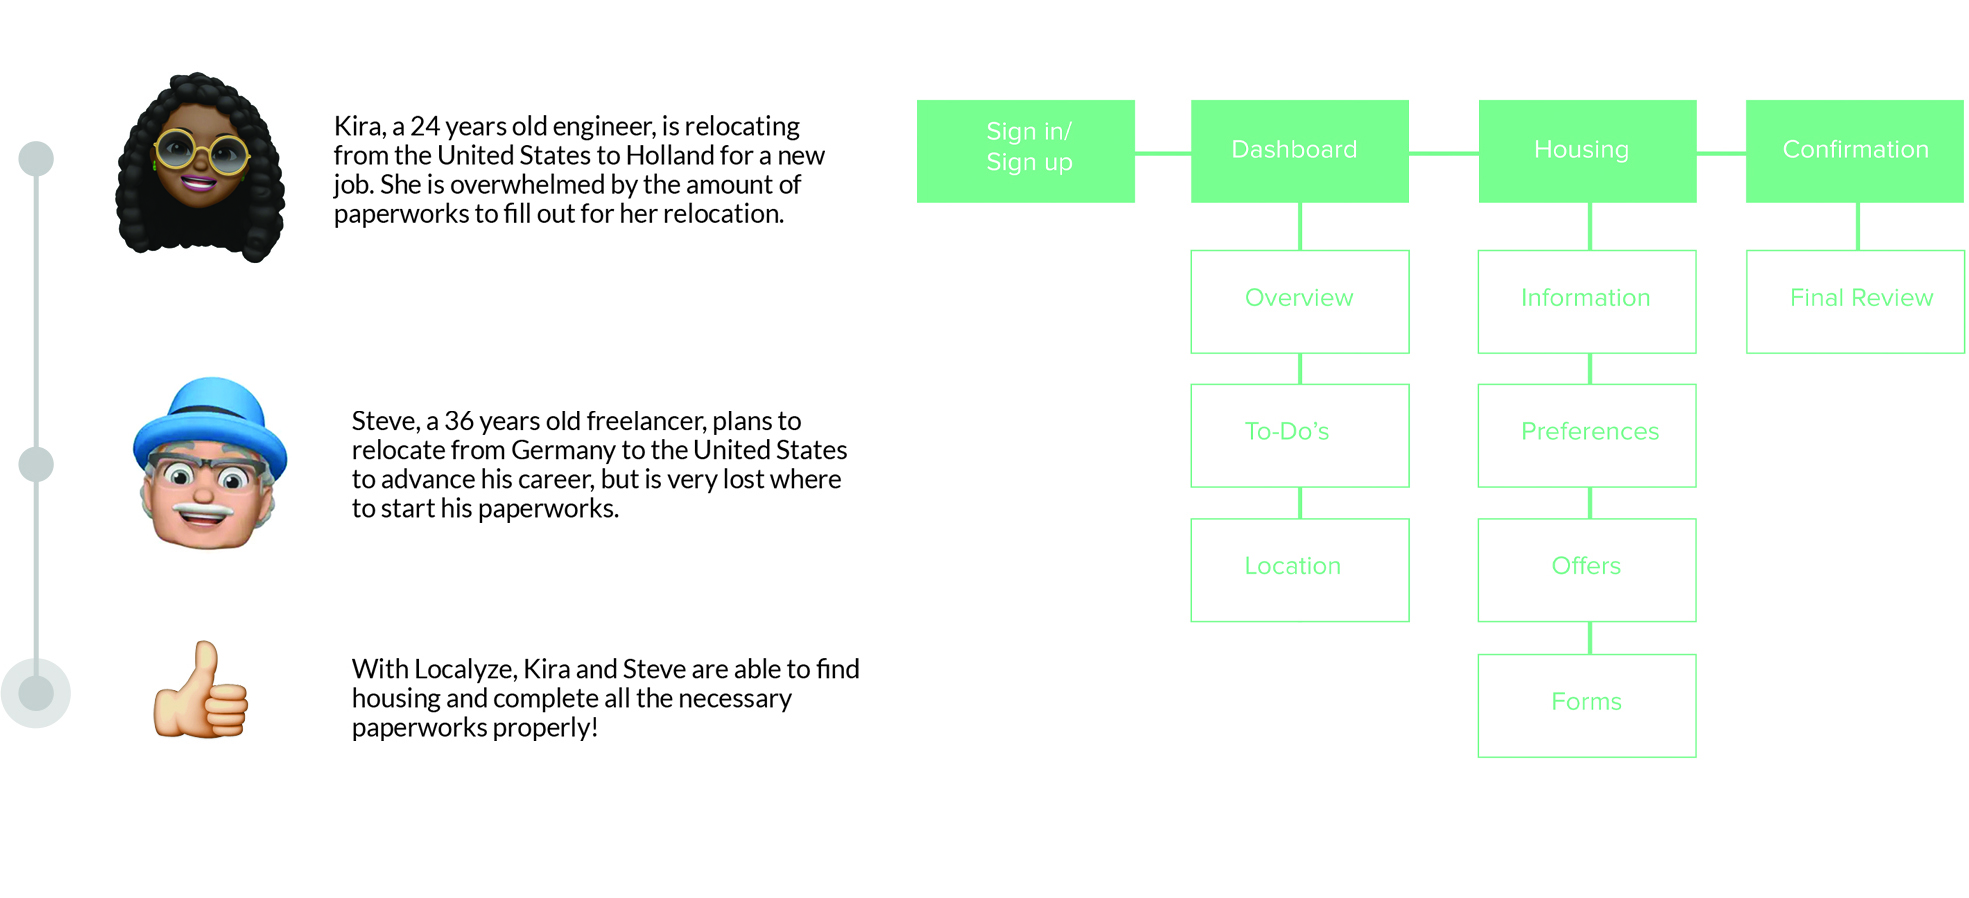 Kira, a 24 years old engineer, is relocating
from the United States to Holland for a new
job. She is overwhelmed by the amount of
paperworks to fill out for her relocation.
Steve, a 36 years old freelancer, plans to
relocate from Germany to the United States
to advance his career, but is very lost where
to start his paperworks.
With Localyze, Kira and Steve are able to find
housing and complete all the necessary
paperworks properly!
Sign in/
Sign up
Dashboard
Housing
Confirmation
Overview
Information
Final Review
To-Do’s
Preferences
Location
Offers
Forms